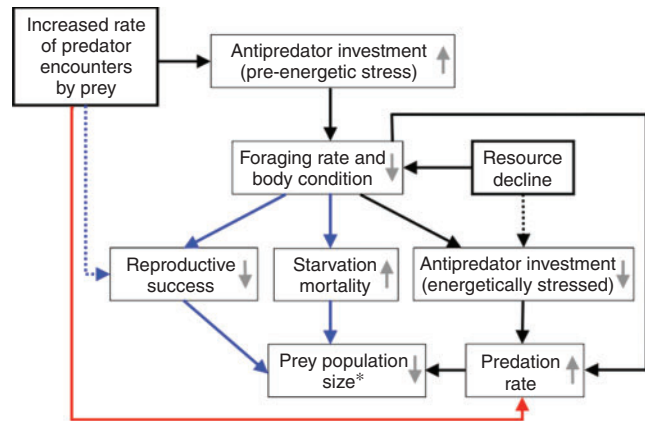 Increased rate
of predator
encounters
by prey
Antipredator investment
(pre-energetic stress)
Foraging rate and
body condition
Resource
decline
Reproductive
success
Starvation
mortality
Antipredator investment
(energetically stressed)
Prey population
size*
Predation
rate